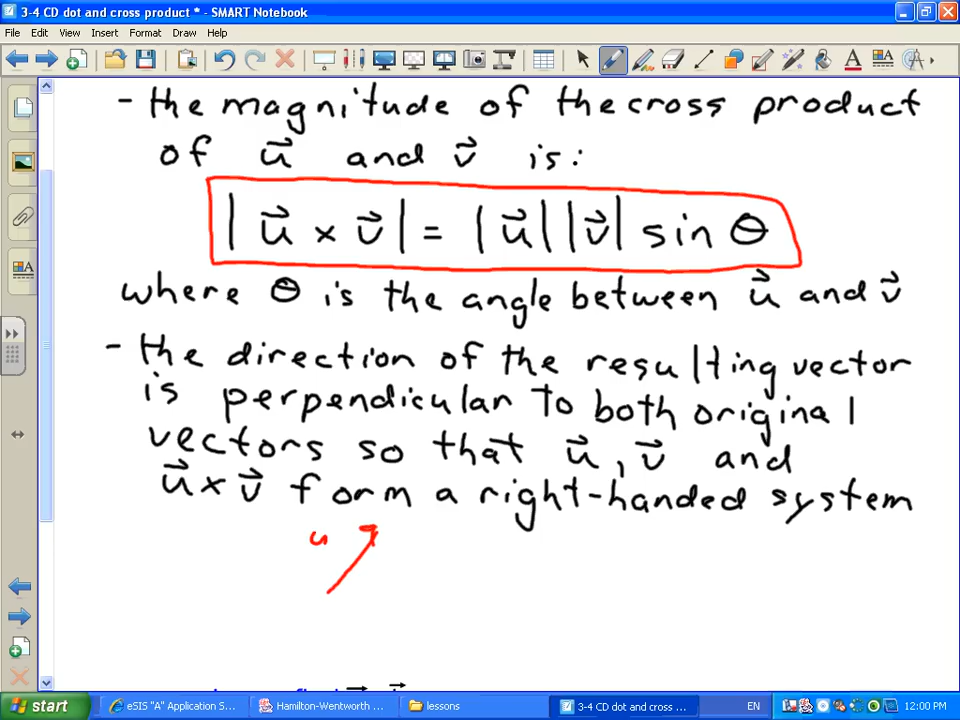 3-4 CD dot and cross product * - SMART Notebook
File Edit View Insert Format Draw Help
- the magnitude of the cross product
of u⃗ and v⃗ is:
|u⃗ × v⃗| = |u⃗||v⃗| sin θ
where θ is the angle between u⃗ and v⃗
- the direction of the resulting vector
is perpendicular to both original
vectors so that u⃗, v⃗ and
u⃗ × v⃗ form a right-handed system
u
start
eSIS "A" Application S...
Hamilton-Wentworth ...
lessons
3-4 CD dot and cross ...
EN
12:00 PM